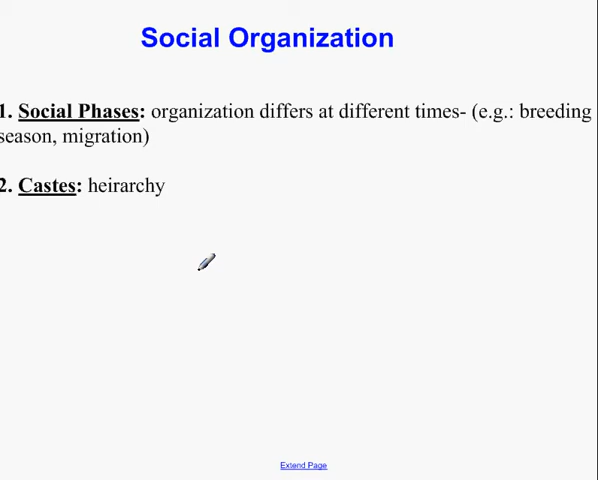 Social Organization
1. Social Phases: organization differs at different times- (e.g.: breeding
season, migration)
2. Castes: heirarchy
Extend Page